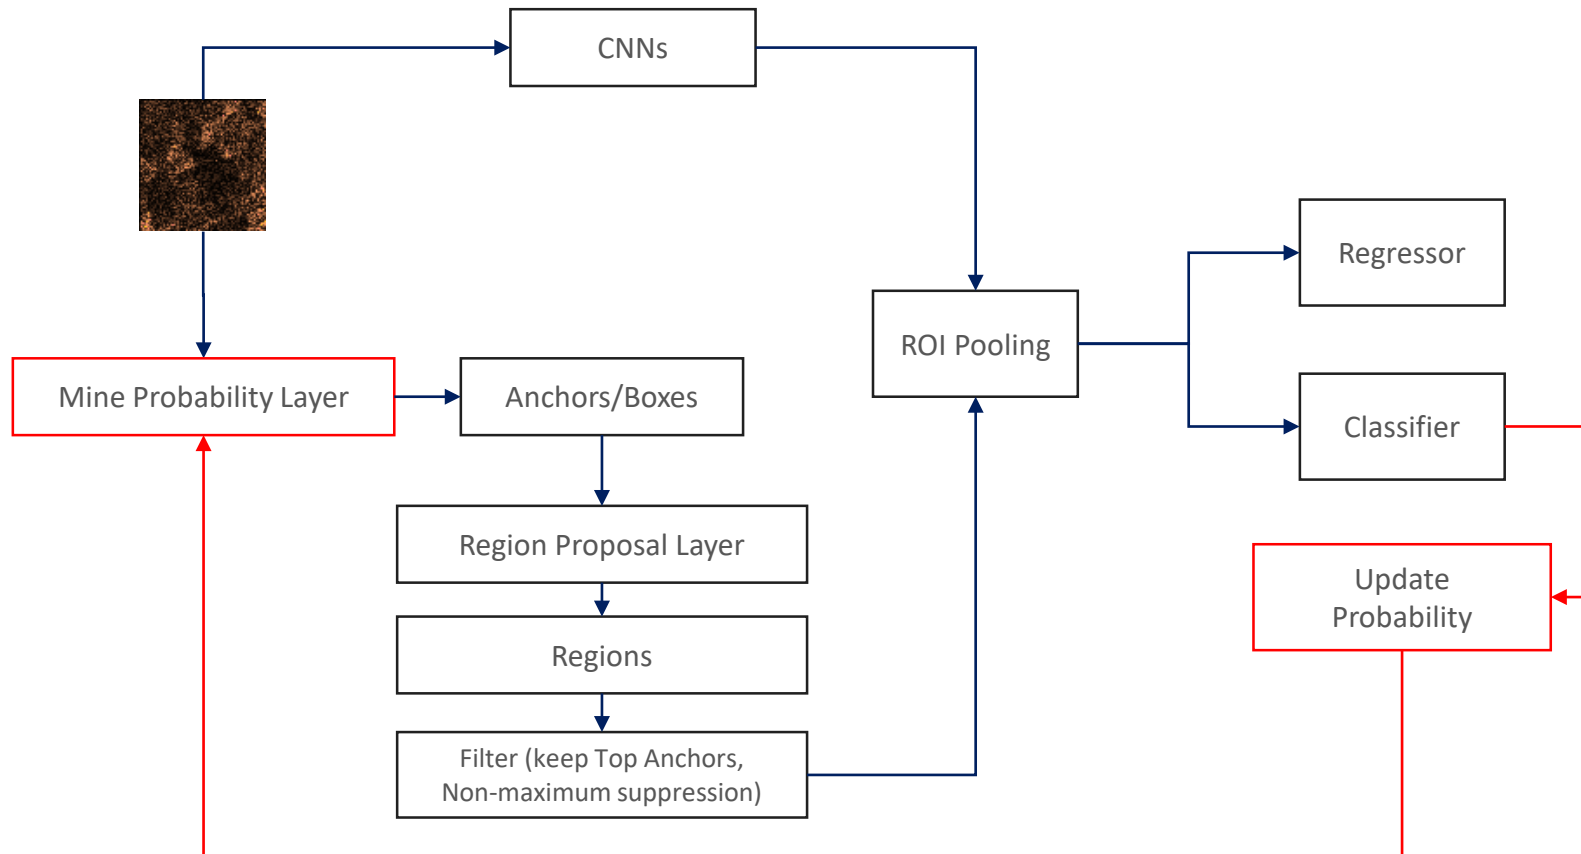 CNNs
Regressor
ROI Pooling
Mine Probability Layer
Anchors/Boxes
Classifier
Region Proposal Layer
Update
Probability
Regions
Filter (keep Top Anchors,
Non-maximum suppression)